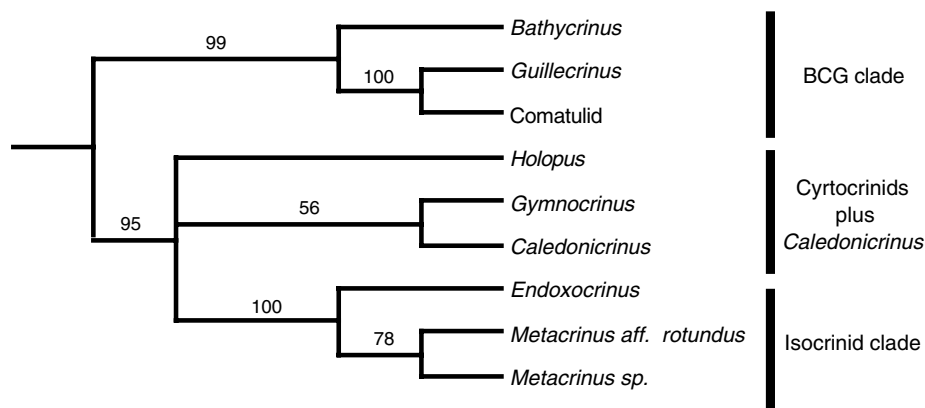 Bathycrinus
99
Guillecrinus
100
BCG clade
Comatulid
Holopus
Cyrtocrinids
plus
Caledonicrinus
56
Gymnocrinus
95
Caledonicrinus
Endoxocrinus
100
Metacrinus aff. rotundus
78
Isocrinid clade
Metacrinus sp.